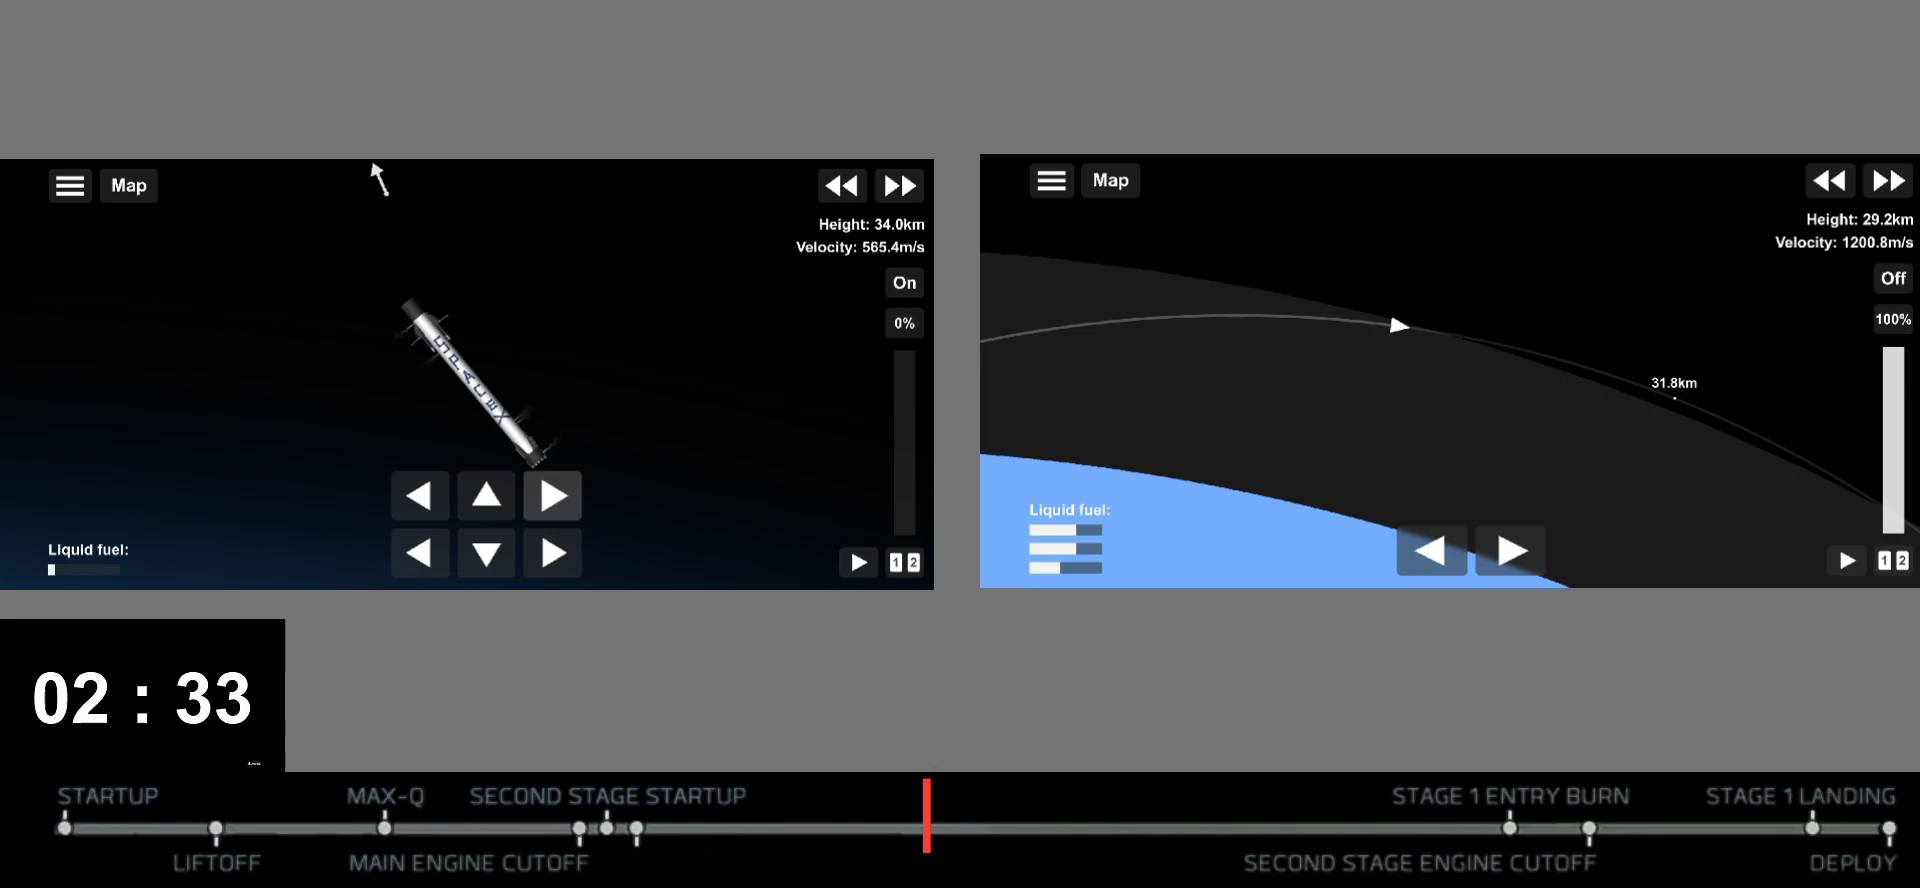 Map
Height: 34.0km
Velocity: 565.4m/s
On
0%
SPACEX
Liquid fuel:
1 2
Map
Height: 29.2km
Velocity: 1200.8m/s
Off
100%
31.8km
Liquid fuel:
1 2
02 : 33
STARTUP MAX-Q SECOND STAGE STARTUP STAGE 1 ENTRY BURN STAGE 1 LANDING
LIFTOFF MAIN ENGINE CUTOFF SECOND STAGE ENGINE CUTOFF DEPLOY